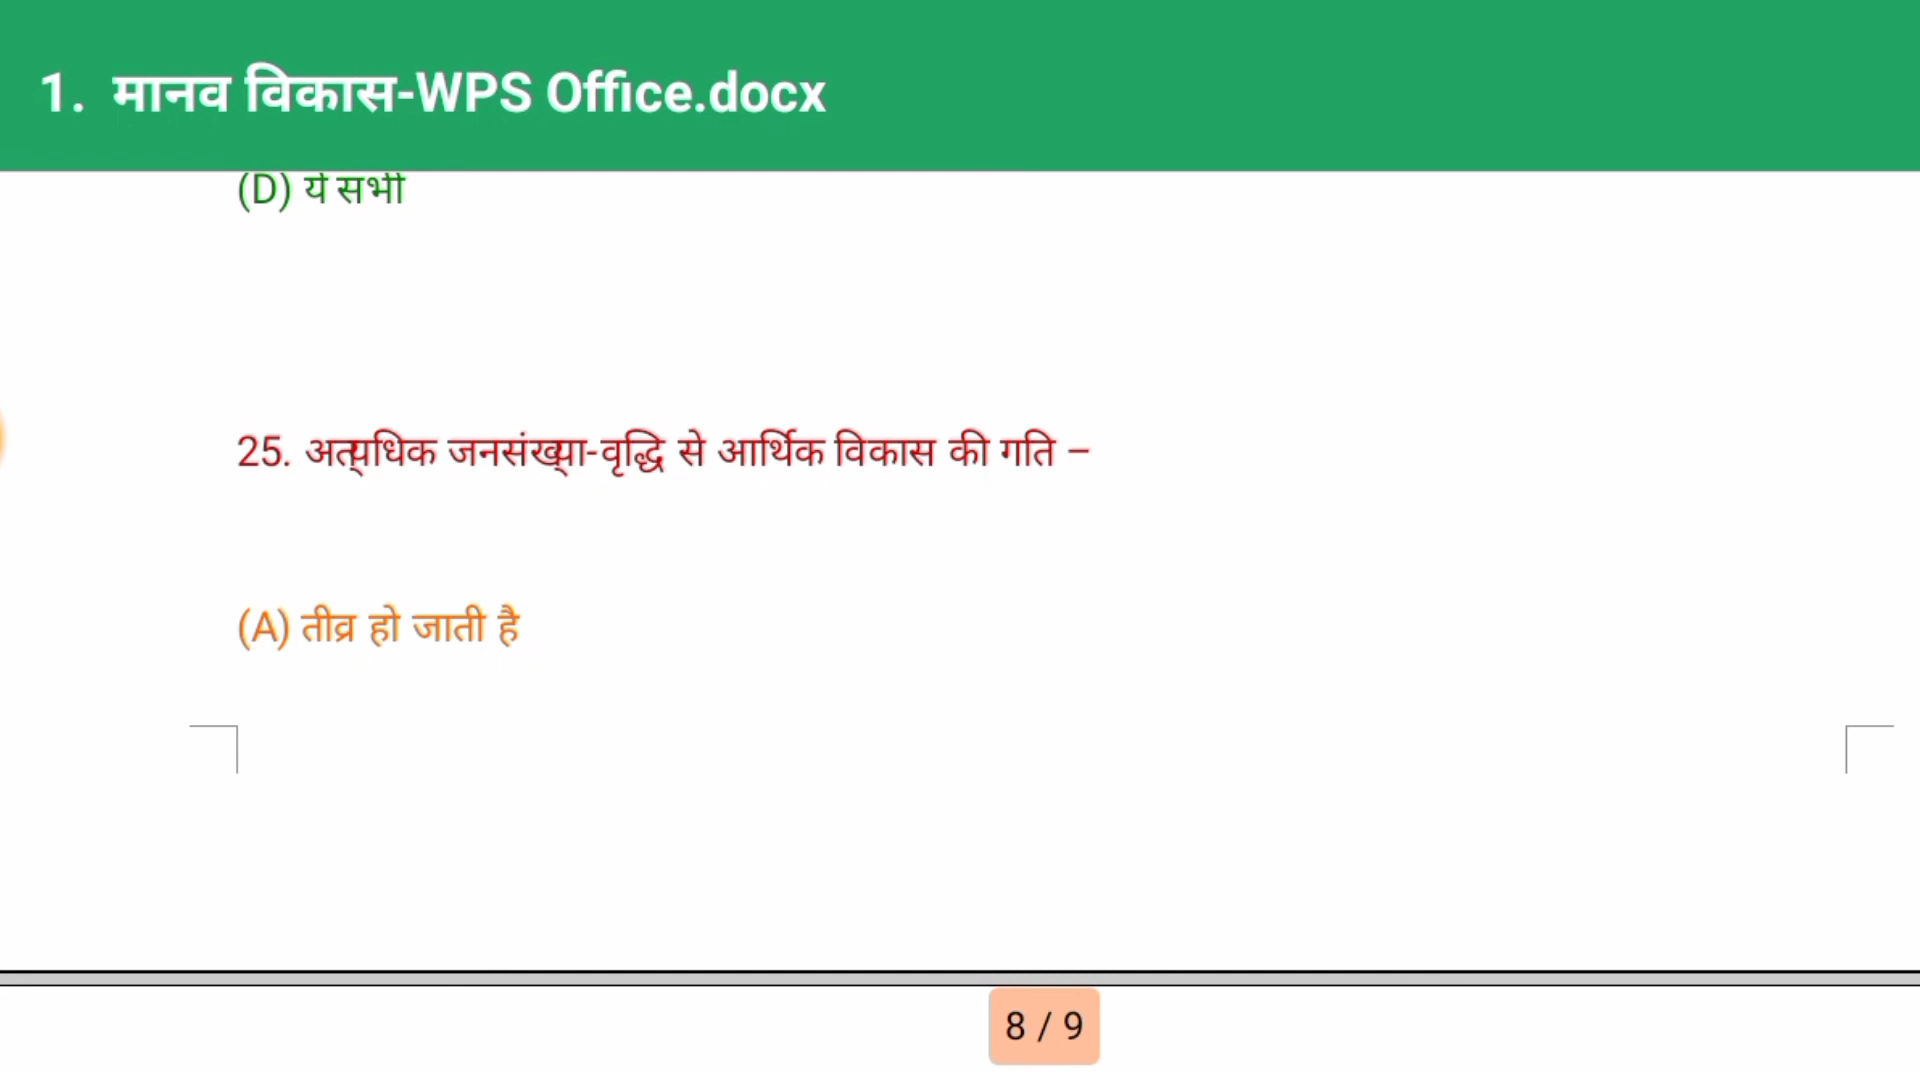 1. मानव विकास-WPS Office.docx
(D) ये सभी
25. अत्यधिक जनसंख्या-वृद्धि से आर्थिक विकास की गति –
(A) तीव्र हो जाती है
8 / 9